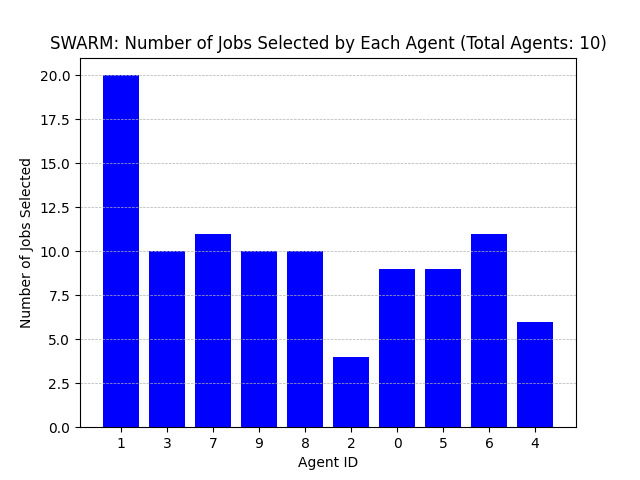 SWARM: Number of Jobs Selected by Each Agent (Total Agents: 10)
20.0
17.5
15.0
12.5
10.0
7.5
5.0
2.5
0.0
Number of Jobs Selected
1 3 7 9 8 2 0 5 6 4
Agent ID